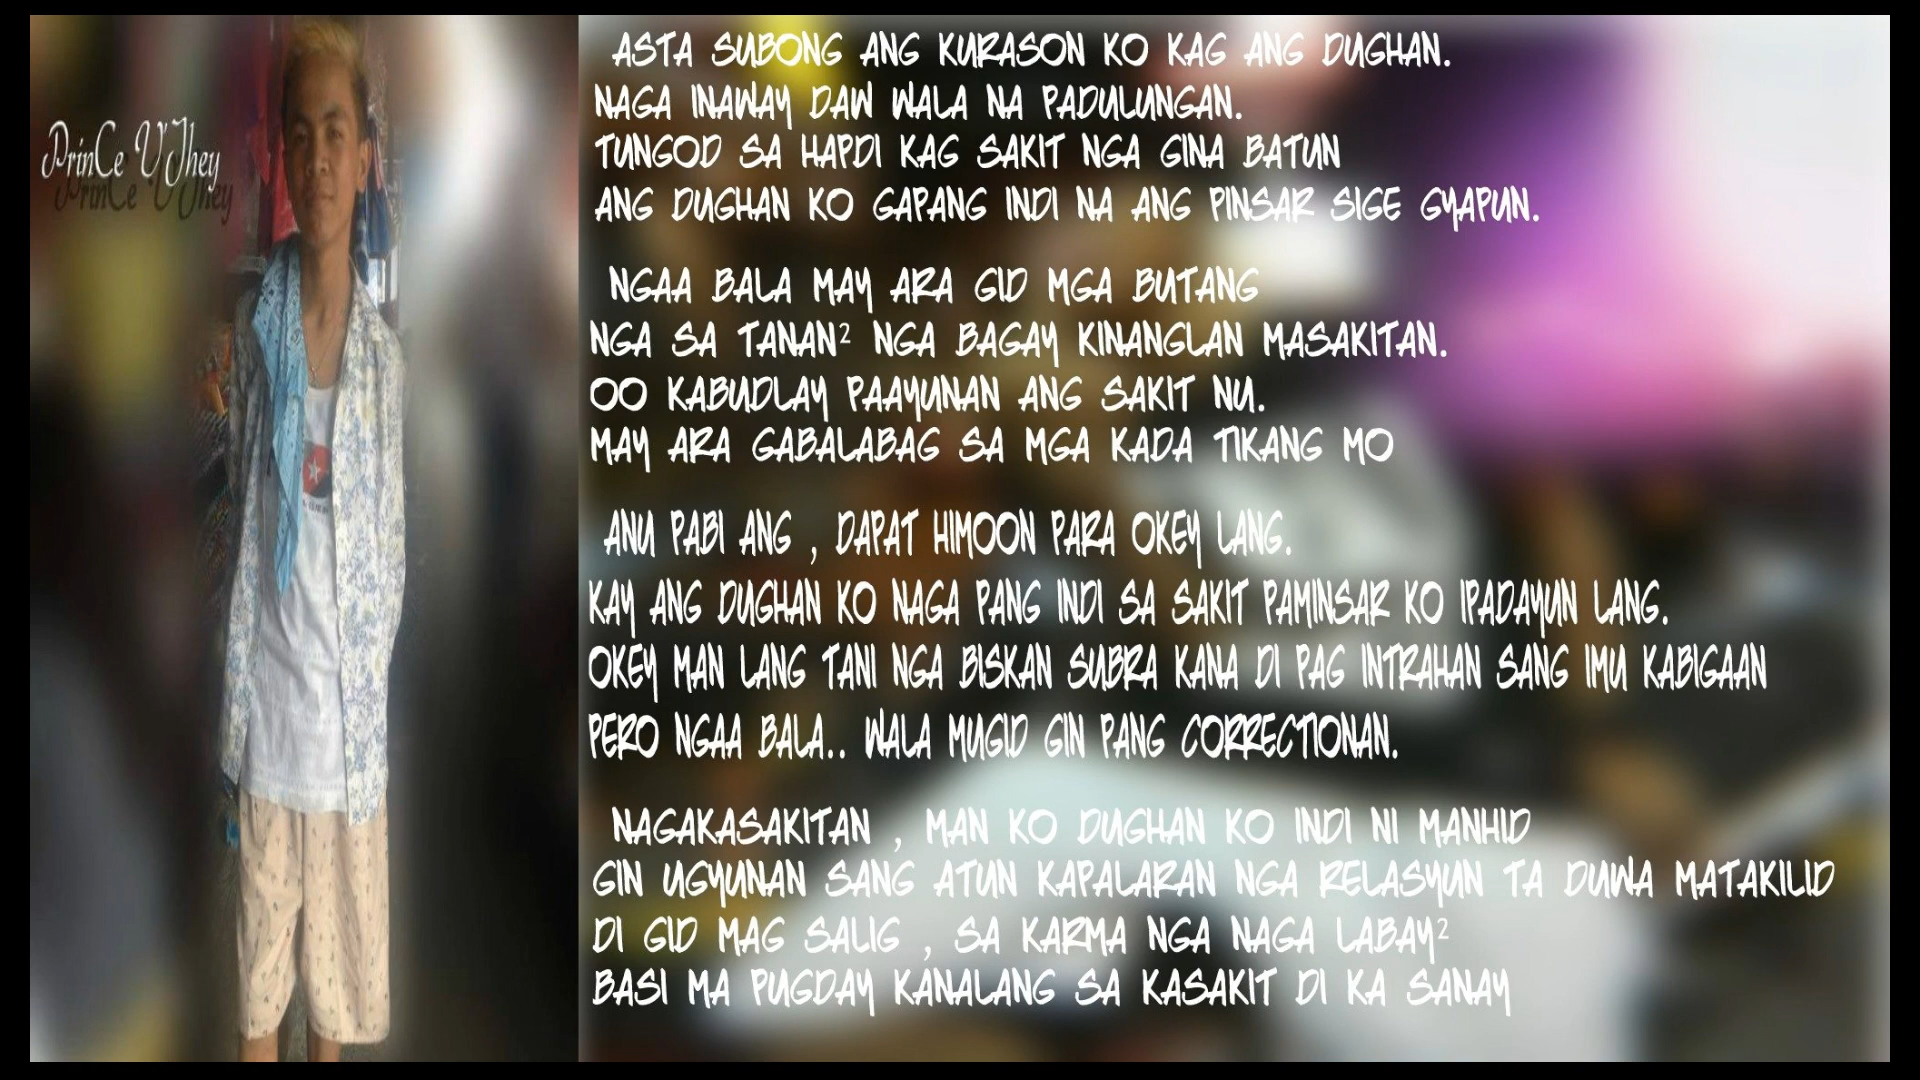 PrinCe VJhey
ASTA SUBONG ANG KURASON KO KAG ANG DUGHAN.
NAGA INAWAY DAW WALA NA PADULUNGAN.
TUNGOD SA HAPDI KAG SAKIT NGA GINA BATUN
ANG DUGHAN KO GAPANG INDI NA ANG PINSAR SIGE GYAPUN.
NGAA BALA MAY ARA GID MGA BUTANG
NGA SA TANAN² NGA BAGAY KINANGLAN MASAKITAN.
OO KABUDLAY PAAYUNAN ANG SAKIT NU.
MAY ARA GABALABAG SA MGA KADA TIKANG MO
ANU PABI ANG , DAPAT HIMOON PARA OKEY LANG.
KAY ANG DUGHAN KO NAGA PANG INDI SA SAKIT PAMINSAR KO IPADAYUN LANG.
OKEY MAN LANG TANI NGA BISKAN SUBRA KANA DI PAG INTRAHAN SANG IMU KABIGAAN
PERO NGAA BALA.. WALA MUGID GIN PANG CORRECTIONAN.
NAGAKASAKITAN , MAN KO DUGHAN KO INDI NI MANHID
GIN UGYUNAN SANG ATUN KAPALARAN NGA RELASYUN TA DUWA MATAKILID
DI GID MAG SALIG , SA KARMA NGA NAGA LABAY²
BASI MA PUGDAY KANALANG SA KASAKIT DI KA SANAY